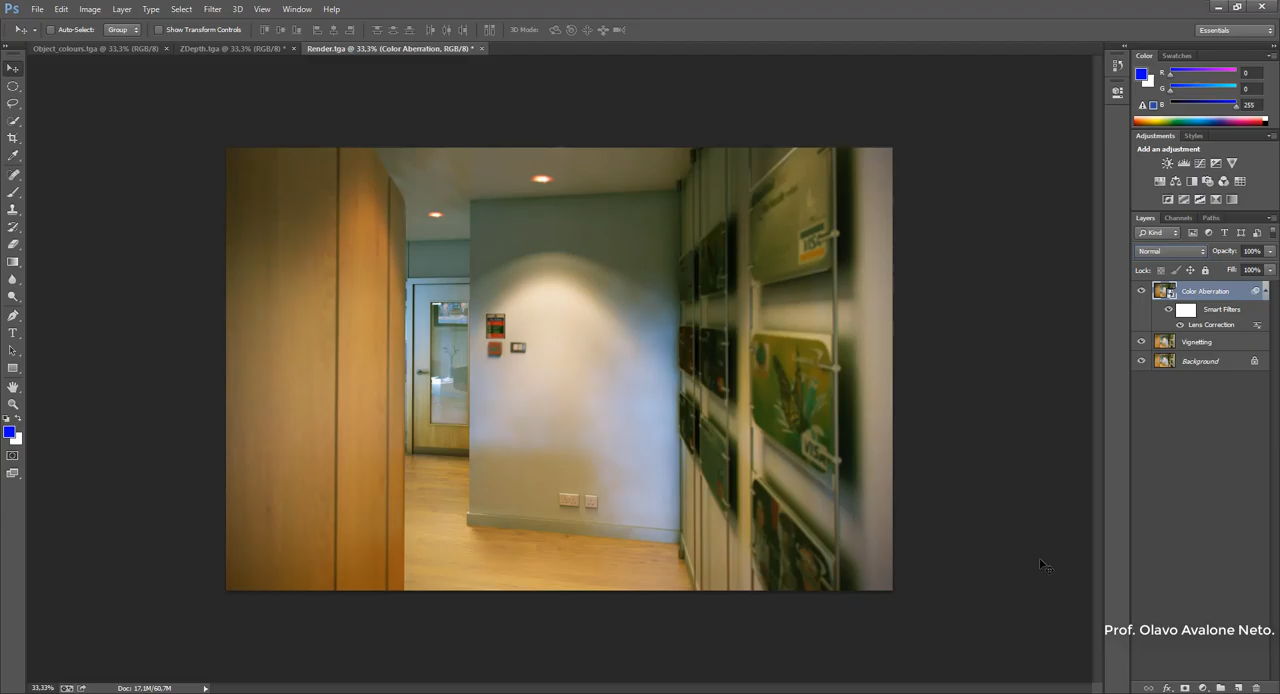 Ps File Edit Image Layer Type Select Filter 3D View Window Help
Auto-Select: Group Show Transform Controls 3D Mode: Essentials
Object_colours.tga @ 33,3% (RGB/8) × ZDepth.tga @ 33,3% (RGB/8) * × Render.tga @ 33,3% (Color Aberration, RGB/8) * ×
Color Swatches
R 0
G 0
B 255
Adjustments Styles
Add an adjustment
Layers Channels Paths
Kind
Normal Opacity: 100%
Lock: Fill: 100%
Color Aberration
Smart Filters
Lens Correction
Vignetting
Background
VISA
VISA
Prof. Olavo Avalone Neto.
33,33% Doc: 17,1M/60,7M